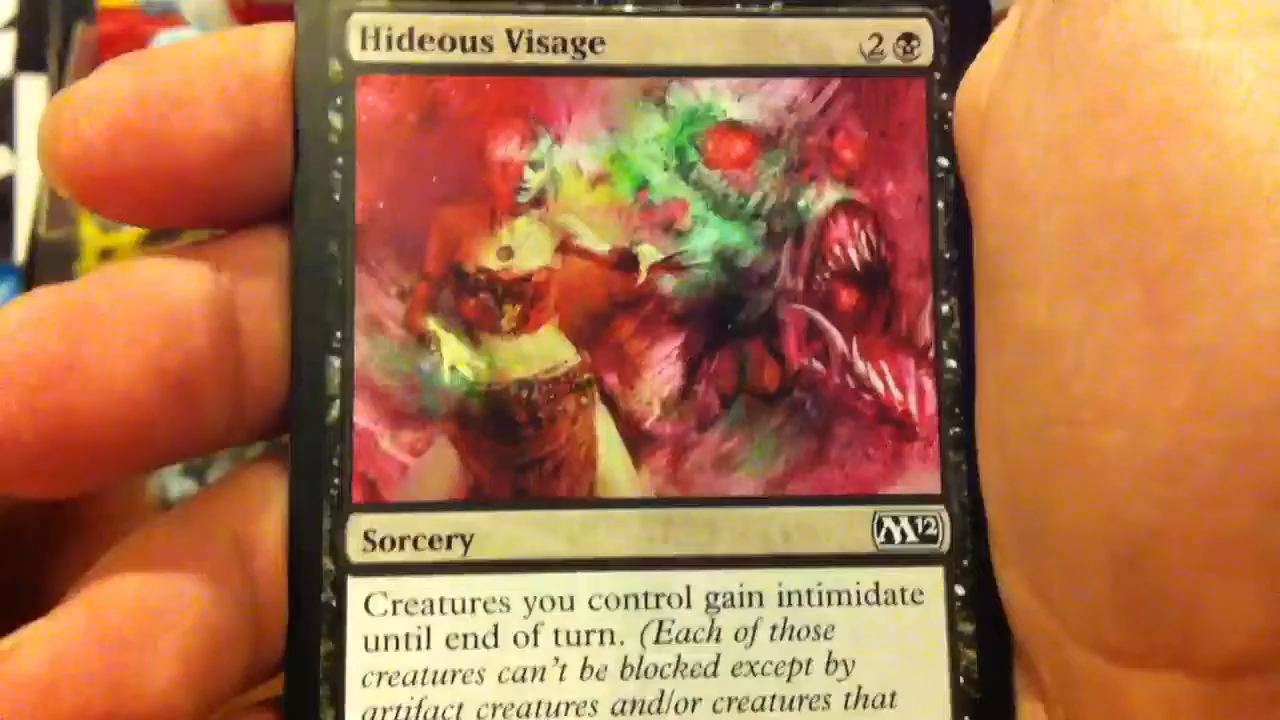 Hideous Visage 2
Sorcery M12
Creatures you control gain intimidate
until end of turn. (Each of those
creatures can't be blocked except by
artifact creatures and/or creatures that